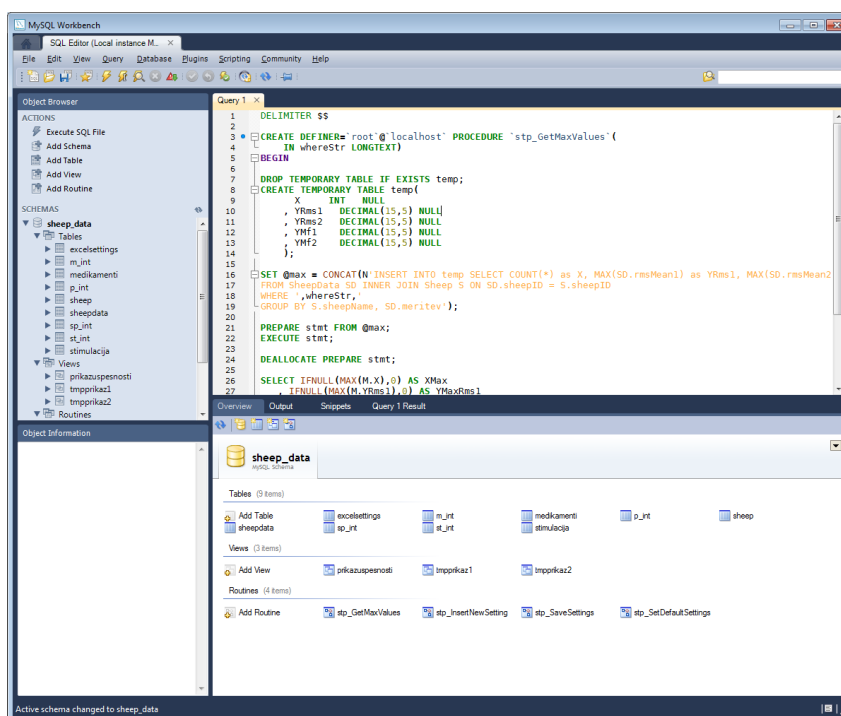 MySQL Workbench
SQL Editor (Local instance M...
File Edit View Query Database Plugins Scripting Community Help
Object Browser
ACTIONS
Execute SQL File
Add Schema
Add Table
Add View
Add Routine
SCHEMAS
sheep_data
Tables
excelsettings
m_int
medikamenti
p_int
sheep
sheepdata
sp_int
st_int
stimulacija
Views
prikazuspesnosti
tmpprikaz1
tmpprikaz2
Routines
Query 1
1 DELIMITER $$
2
3 CREATE DEFINER=`root`@`localhost` PROCEDURE `stp_GetMaxValues`(
4 IN whereStr LONGTEXT)
5 BEGIN
6
7 DROP TEMPORARY TABLE IF EXISTS temp;
8 CREATE TEMPORARY TABLE temp(
9 X INT NULL
10 , YRms1 DECIMAL(15,5) NULL
11 , YRms2 DECIMAL(15,5) NULL
12 , YMf1 DECIMAL(15,5) NULL
13 , YMf2 DECIMAL(15,5) NULL
14 );
15
16 SET @max = CONCAT(N'INSERT INTO temp SELECT COUNT(*) as X, MAX(SD.rmsMean1) as YRms1, MAX(SD.rmsMean2
17 FROM SheepData SD INNER JOIN Sheep S ON SD.sheepID = S.sheepID
18 WHERE ',whereStr,'
19 GROUP BY S.sheepName, SD.meritev');
20
21 PREPARE stmt FROM @max;
22 EXECUTE stmt;
23
24 DEALLOCATE PREPARE stmt;
25
26 SELECT IFNULL(MAX(M.X),0) AS XMax
27 , IFNULL(MAX(M.YRms1),0) AS YMaxRms1
Overview Output Snippets Query 1 Result
Object Information
sheep_data
MySQL Schema
Tables (9 items)
Add Table excelsettings m_int medikamenti p_int sheep
sheepdata sp_int st_int stimulacija
Views (3 items)
Add View prikazuspesnosti tmpprikaz1 tmpprikaz2
Routines (4 items)
Add Routine stp_GetMaxValues stp_InsertNewSetting stp_SaveSettings stp_SetDefaultSettings
Active schema changed to sheep_data